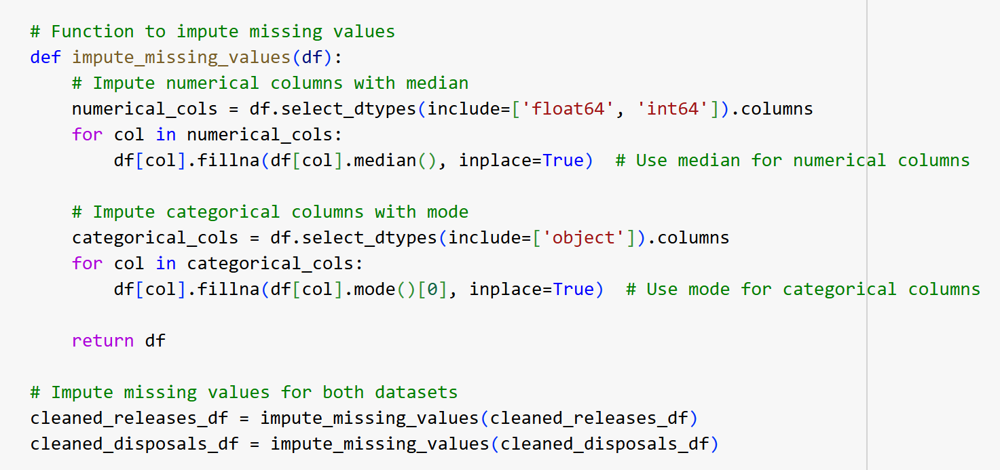 # Function to impute missing values
def impute_missing_values(df):
    # Impute numerical columns with median
    numerical_cols = df.select_dtypes(include=['float64', 'int64']).columns
    for col in numerical_cols:
        df[col].fillna(df[col].median(), inplace=True)  # Use median for numerical columns

    # Impute categorical columns with mode
    categorical_cols = df.select_dtypes(include=['object']).columns
    for col in categorical_cols:
        df[col].fillna(df[col].mode()[0], inplace=True)  # Use mode for categorical columns

    return df

# Impute missing values for both datasets
cleaned_releases_df = impute_missing_values(cleaned_releases_df)
cleaned_disposals_df = impute_missing_values(cleaned_disposals_df)